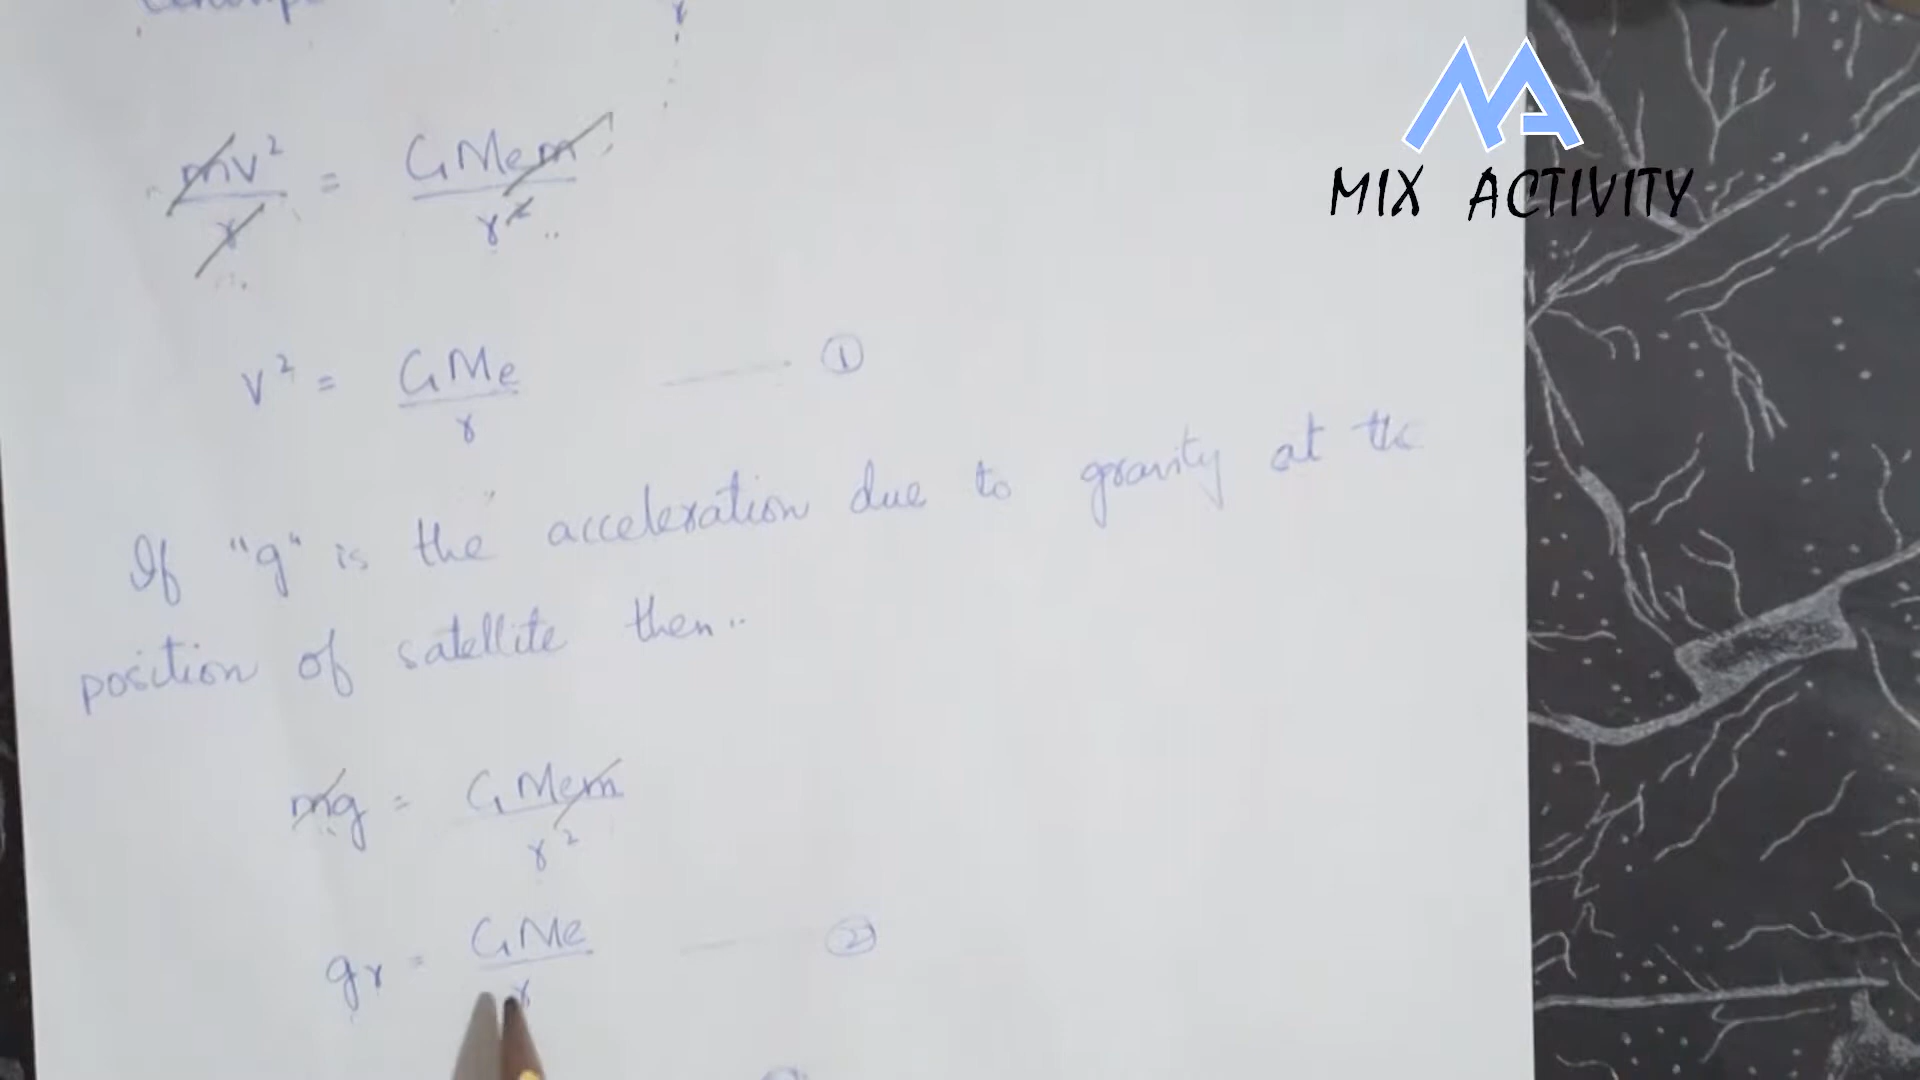 MIX ACTIVITY
mv² / r = GMem / r²
v² = GMe / r ——— ①
If "g" is the acceleration due to gravity at the
position of satellite then..
mg = GMem / r²
gr = GMe / r ——— ②